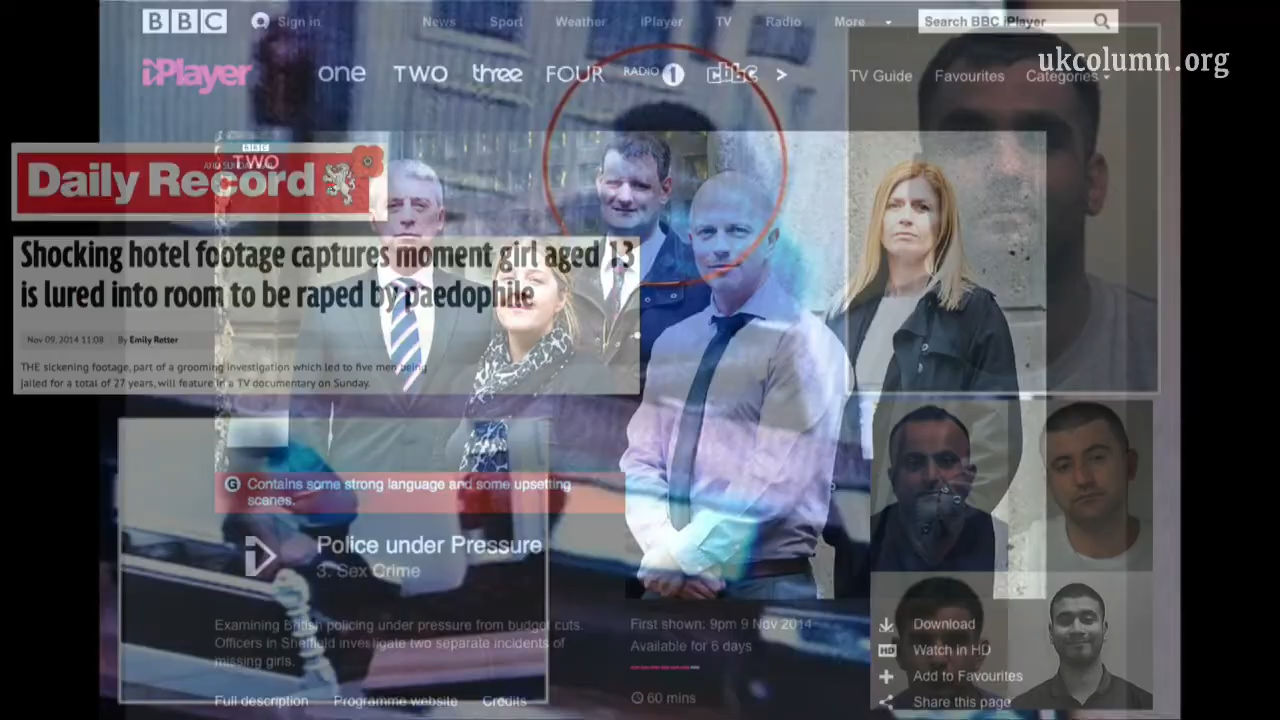 BBC Sign in News Sport Weather iPlayer TV Radio More Search BBC iPlayer
ukcolumn.org
iPlayer one TWO three FOUR RADIO 1 cbbc > TV Guide Favourites Categories
BBC
TWO
AND SUNDAY MAIL
Daily Record
Shocking hotel footage captures moment girl aged 13
is lured into room to be raped by paedophile
Nov 09, 2014 11:08 By Emily Retter
THE sickening footage, part of a grooming investigation which led to five men being
jailed for a total of 27 years, will feature in a TV documentary on Sunday.
G Contains some strong language and some upsetting
scenes.
Police under Pressure
3. Sex Crime
Examining British policing under pressure from budget cuts.
Officers in Sheffield investigate two separate incidents of
missing girls.
Full description Programme website Credits
First shown: 9pm 9 Nov 2014
Available for 6 days
60 mins
Download
HD Watch in HD
Add to Favourites
Share this page